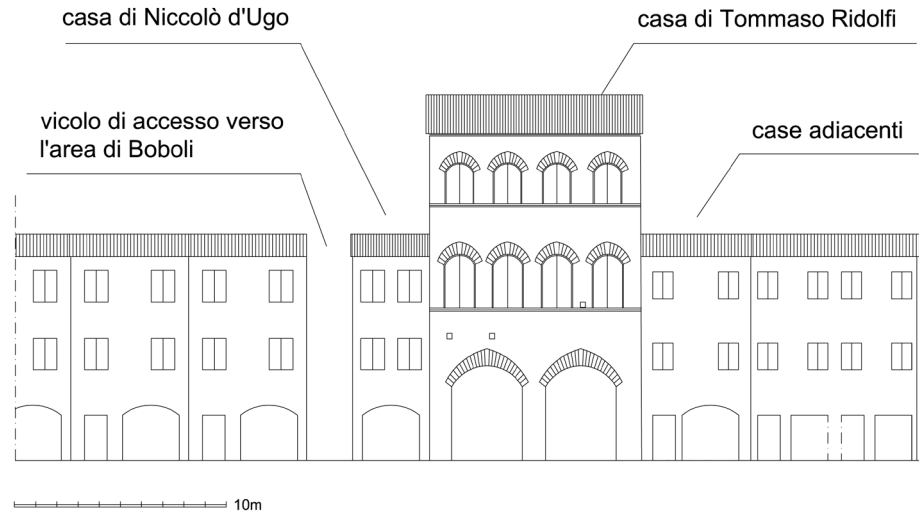 casa di Niccolò d'Ugo
casa di Tommaso Ridolfi
vicolo di accesso verso
l'area di Boboli
case adiacenti
10m